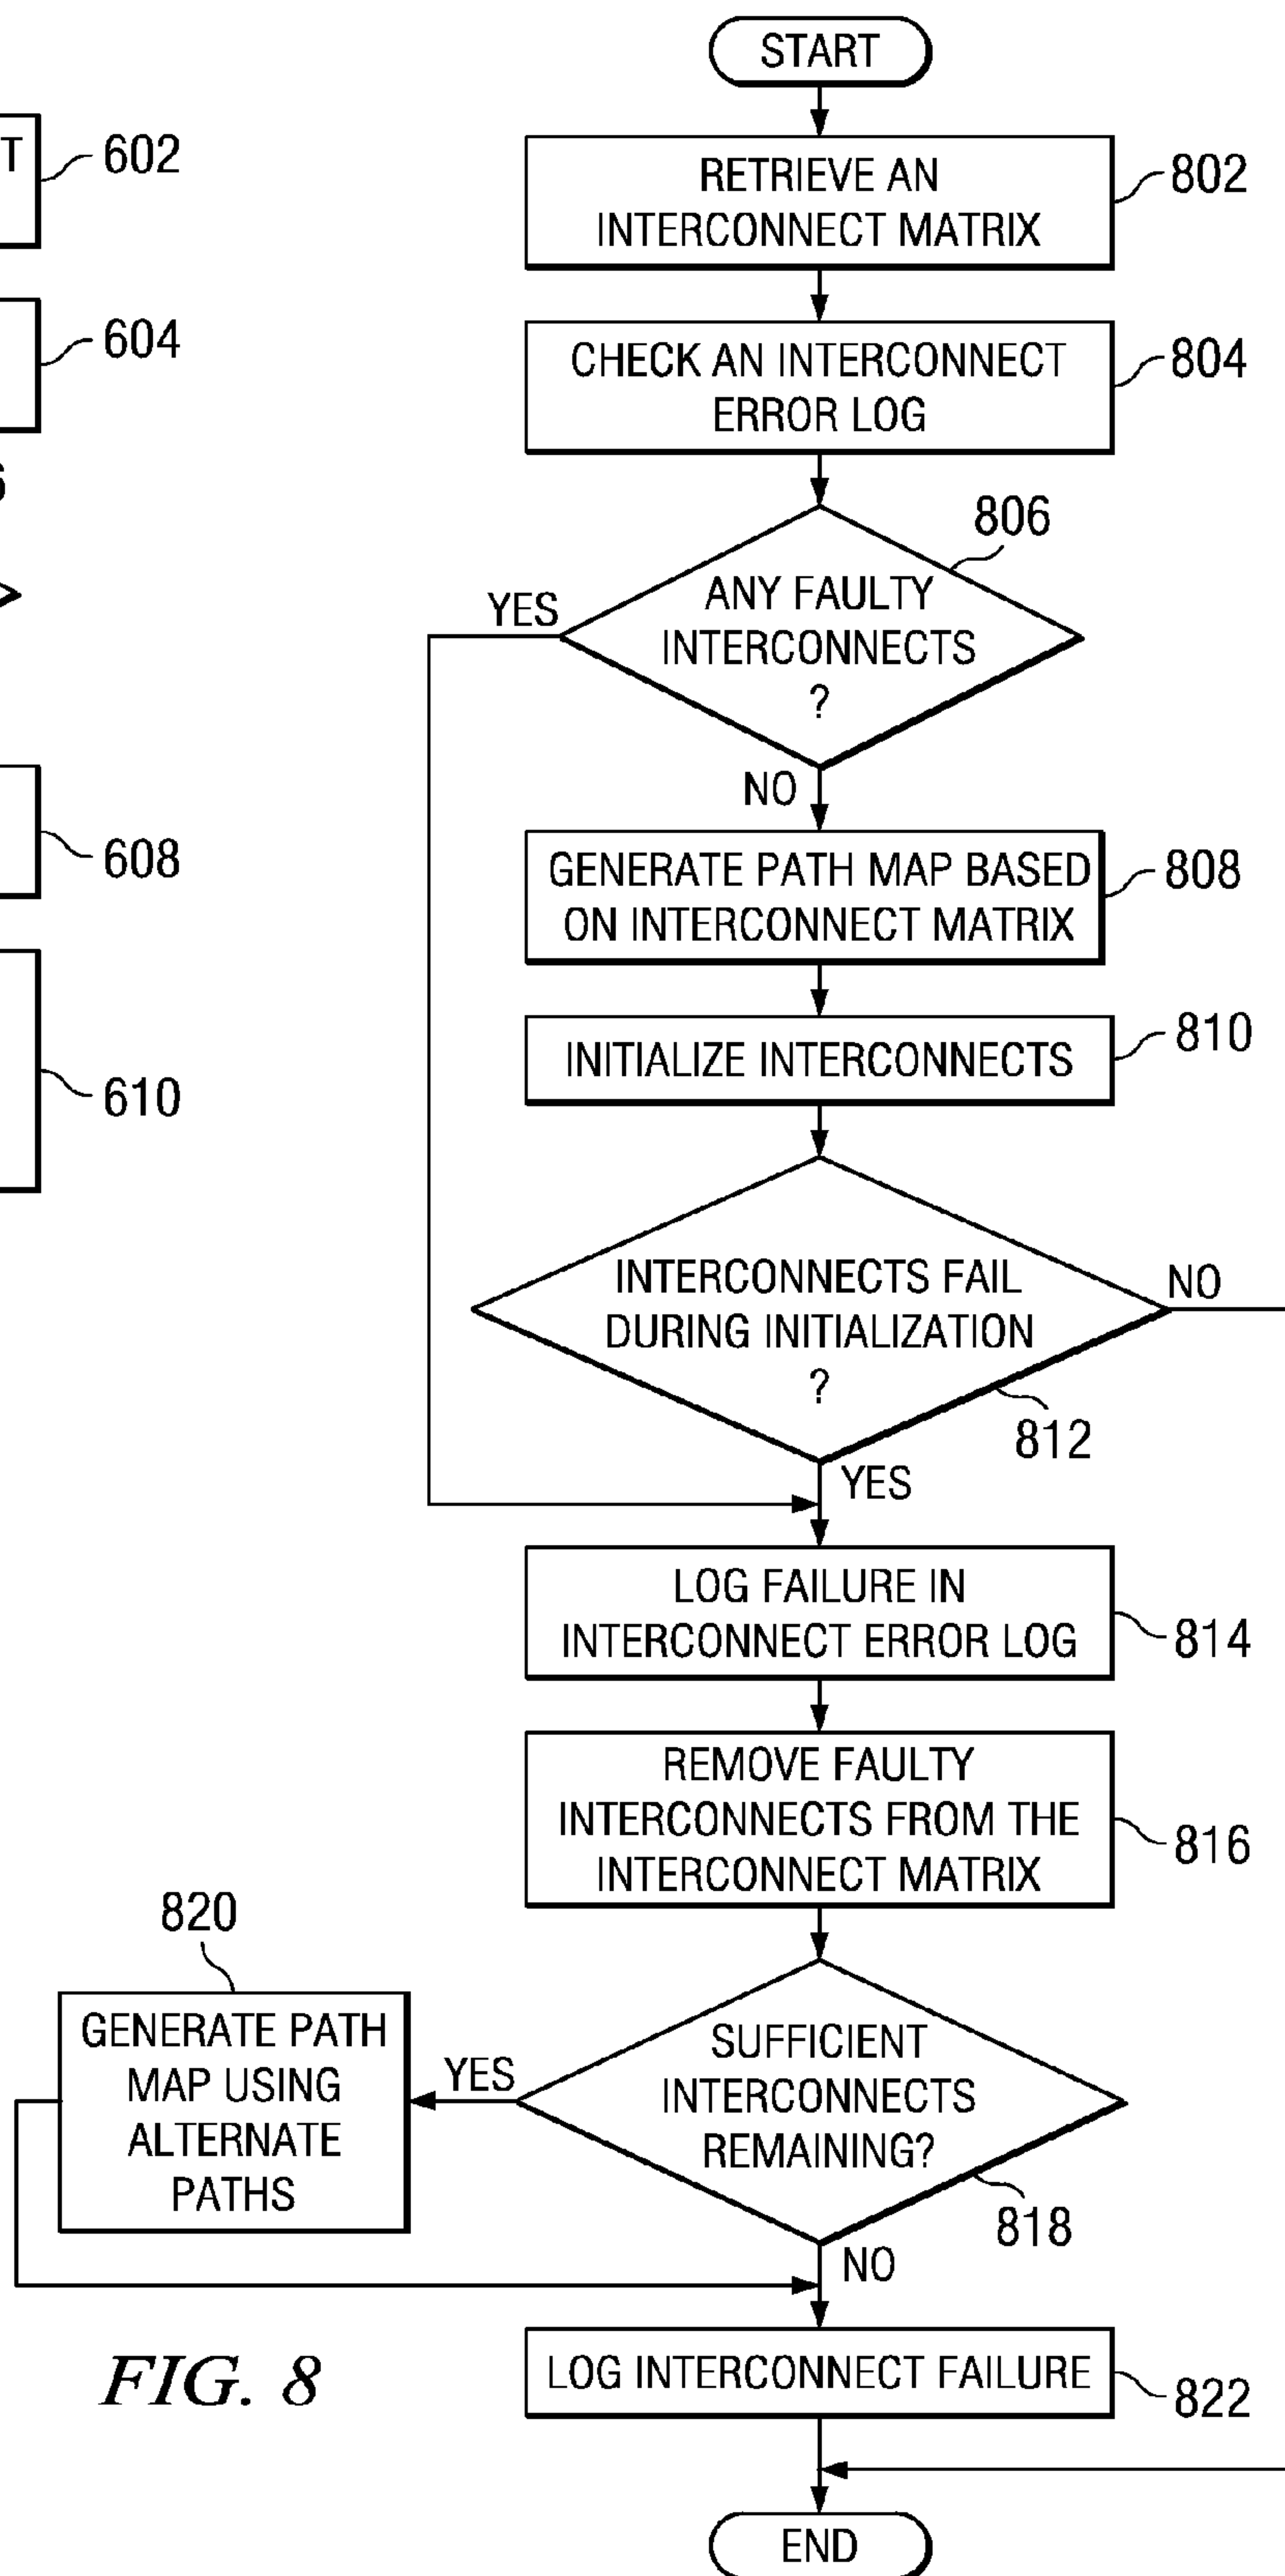 T
602
604
6
608
610
START
RETRIEVE AN
INTERCONNECT MATRIX
802
CHECK AN INTERCONNECT
ERROR LOG
804
806
ANY FAULTY
INTERCONNECTS
?
YES
NO
GENERATE PATH MAP BASED
ON INTERCONNECT MATRIX
808
INITIALIZE INTERCONNECTS
810
INTERCONNECTS FAIL
DURING INITIALIZATION
?
NO
812
YES
LOG FAILURE IN
INTERCONNECT ERROR LOG
814
REMOVE FAULTY
INTERCONNECTS FROM THE
INTERCONNECT MATRIX
816
820
GENERATE PATH
MAP USING
ALTERNATE
PATHS
YES
SUFFICIENT
INTERCONNECTS
REMAINING?
818
NO
LOG INTERCONNECT FAILURE
822
FIG. 8
END